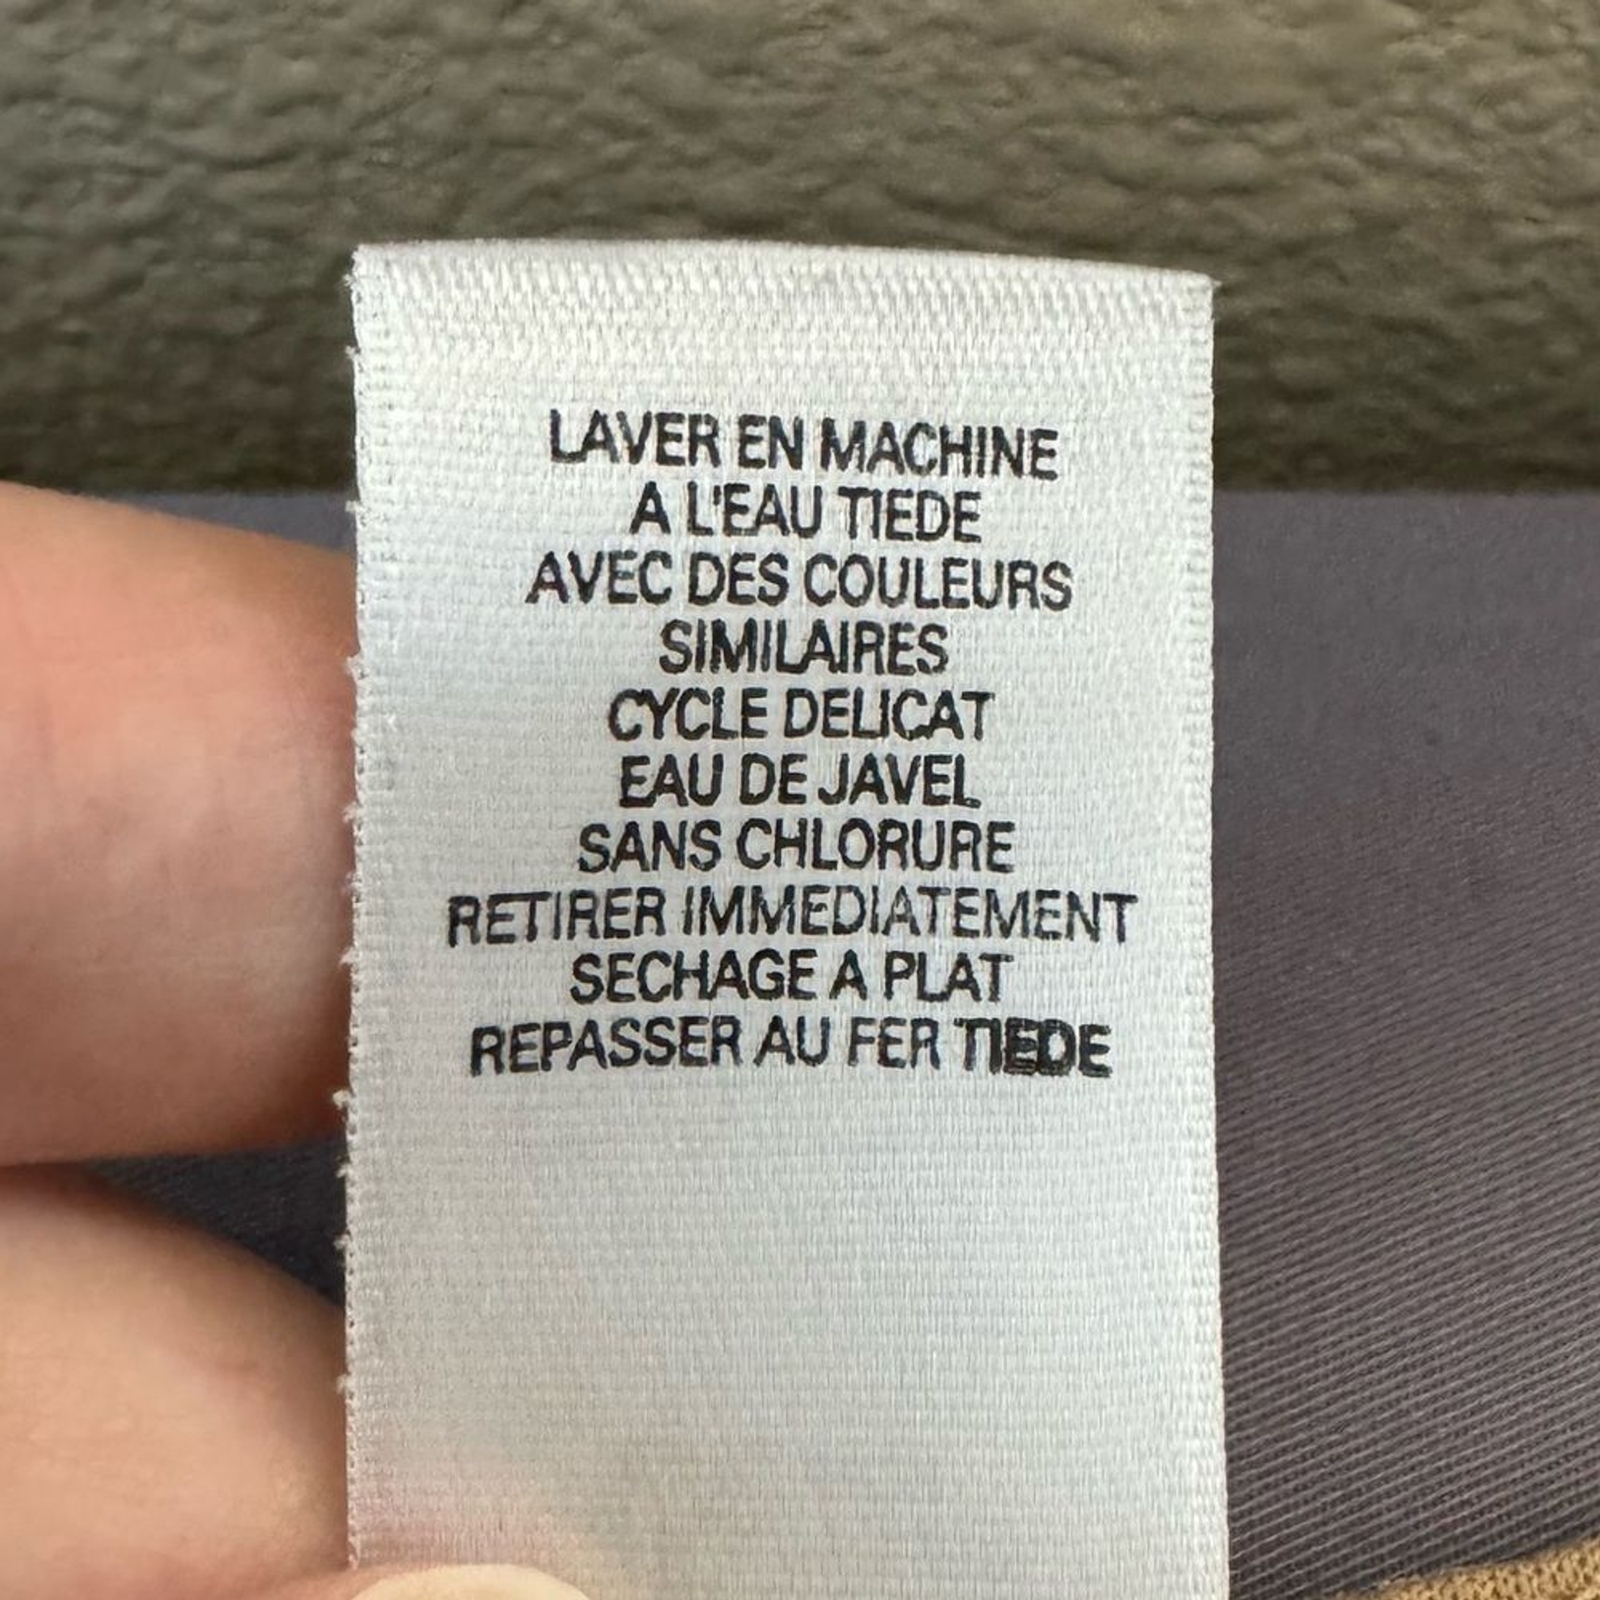 LAVER EN MACHINE
A L'EAU TIEDE
AVEC DES COULEURS
SIMILAIRES
CYCLE DELICAT
EAU DE JAVEL
SANS CHLORURE
RETIRER IMMEDIATEMENT
SECHAGE A PLAT
REPASSER AU FER TIEDE